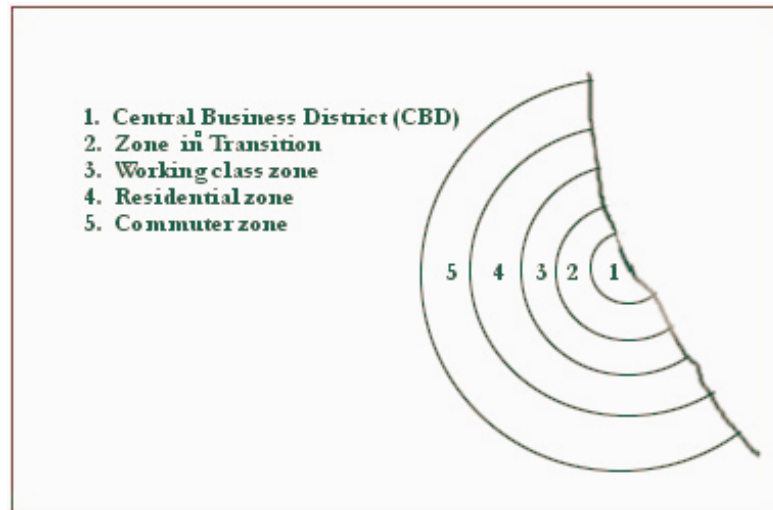 1. Central Business District (CBD)
2. Zone in Transition
3. Working class zone
4. Residential zone
5. Commuter zone
5 4 3 2 1